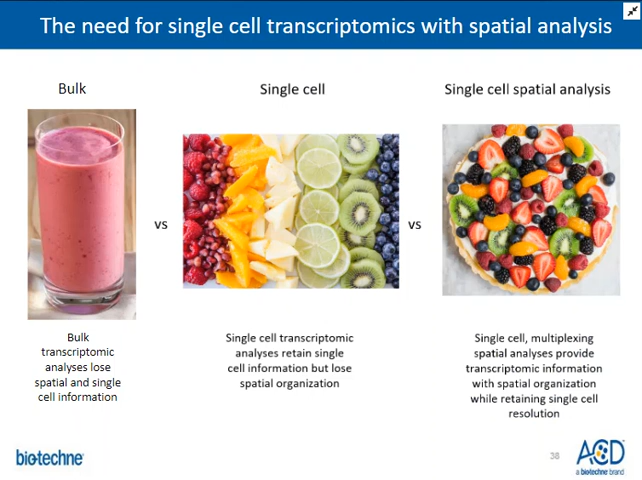 The need for single cell transcriptomics with spatial analysis
Bulk
Single cell
Single cell spatial analysis
vs
vs
Bulk
transcriptomic
analyses lose
spatial and single
cell information
Single cell transcriptomic
analyses retain single
cell information but lose
spatial organization
Single cell, multiplexing
spatial analyses provide
transcriptomic information
with spatial organization
while retaining single cell
resolution
bio-techne
38
ACD
a biotechne brand